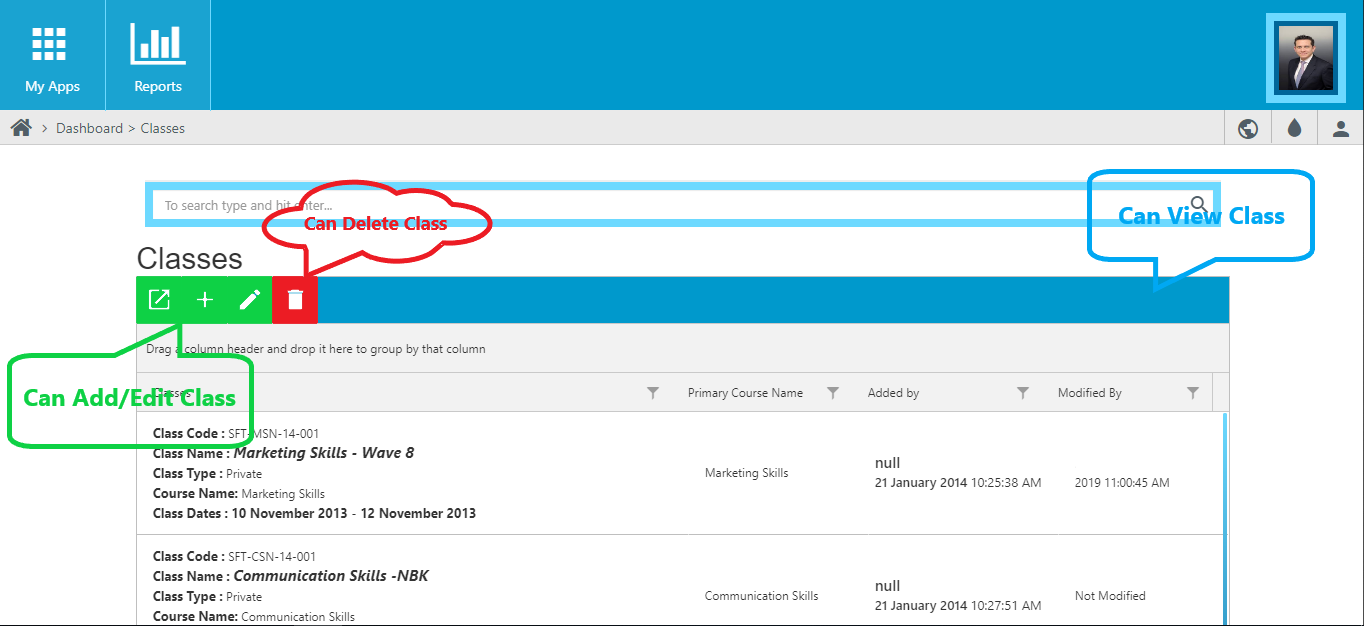 My Apps
Reports
> Dashboard > Classes
To search type and hit enter...
Can Delete Class
Can View Class
Classes
Drag a column header and drop it here to group by that column
Can Add/Edit Class
Classes
Primary Course Name
Added by
Modified By
Class Code : SFT-MSN-14-001
Class Name : Marketing Skills - Wave 8
Class Type : Private
Course Name: Marketing Skills
Class Dates : 10 November 2013 - 12 November 2013
Marketing Skills
null
21 January 2014 10:25:38 AM
2019 11:00:45 AM
Class Code : SFT-CSN-14-001
Class Name : Communication Skills -NBK
Class Type : Private
Course Name: Communication Skills
Communication Skills
null
21 January 2014 10:27:51 AM
Not Modified